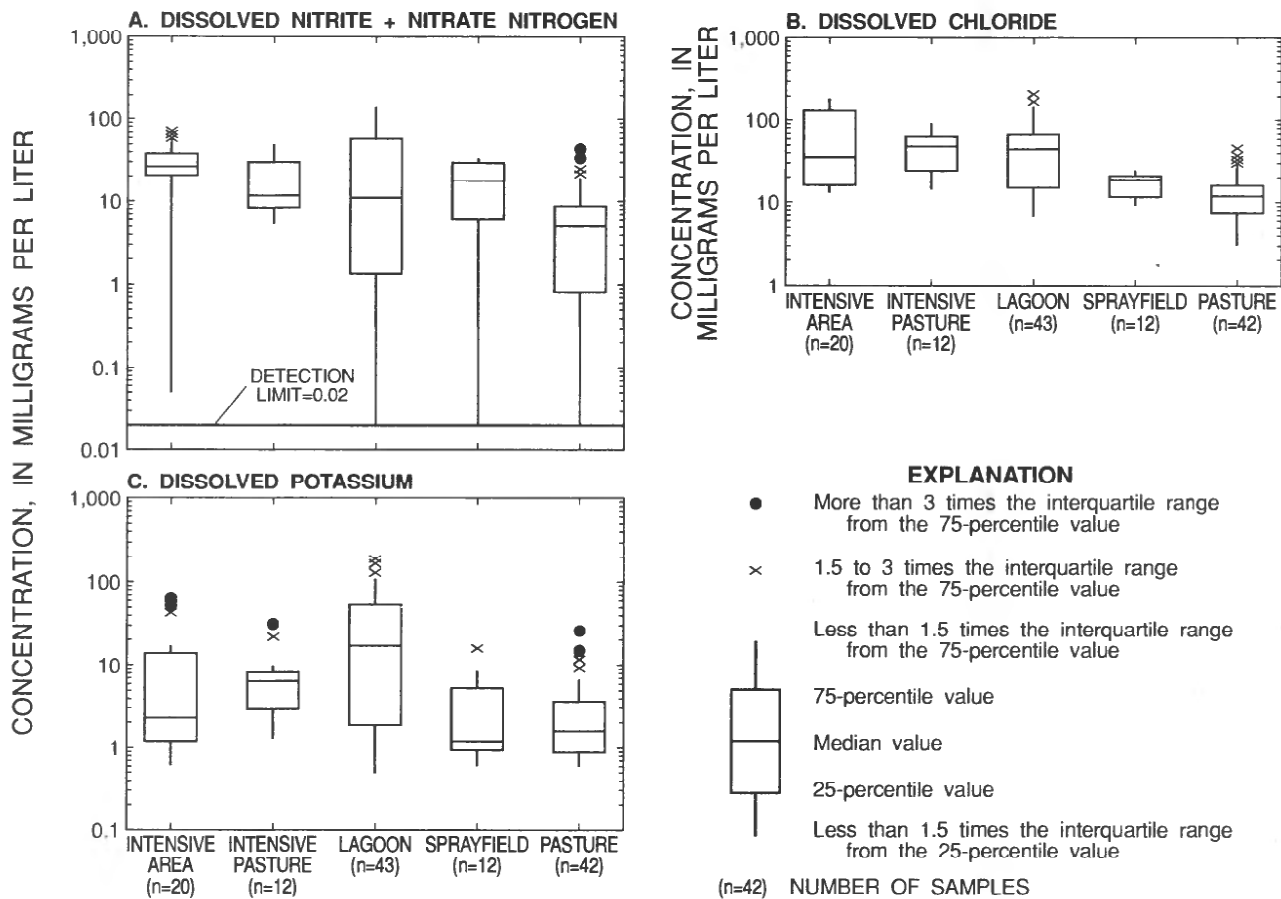 A. DISSOLVED NITRITE + NITRATE NITROGEN
1,000
100
10
1
0.1
0.01
DETECTION
LIMIT=0.02
CONCENTRATION, IN MILLIGRAMS PER LITER
B. DISSOLVED CHLORIDE
CONCENTRATION, IN
MILLIGRAMS PER LITER
1,000
100
10
1
INTENSIVE
AREA
(n=20)
INTENSIVE
PASTURE
(n=12)
LAGOON
(n=43)
SPRAYFIELD
(n=12)
PASTURE
(n=42)
C. DISSOLVED POTASSIUM
1,000
100
10
1
0.1
INTENSIVE
AREA
(n=20)
INTENSIVE
PASTURE
(n=12)
LAGOON
(n=43)
SPRAYFIELD
(n=12)
PASTURE
(n=42)
EXPLANATION
More than 3 times the interquartile range
from the 75-percentile value
1.5 to 3 times the interquartile range
from the 75-percentile value
Less than 1.5 times the interquartile range
from the 75-percentile value
75-percentile value
Median value
25-percentile value
Less than 1.5 times the interquartile range
from the 25-percentile value
(n=42) NUMBER OF SAMPLES